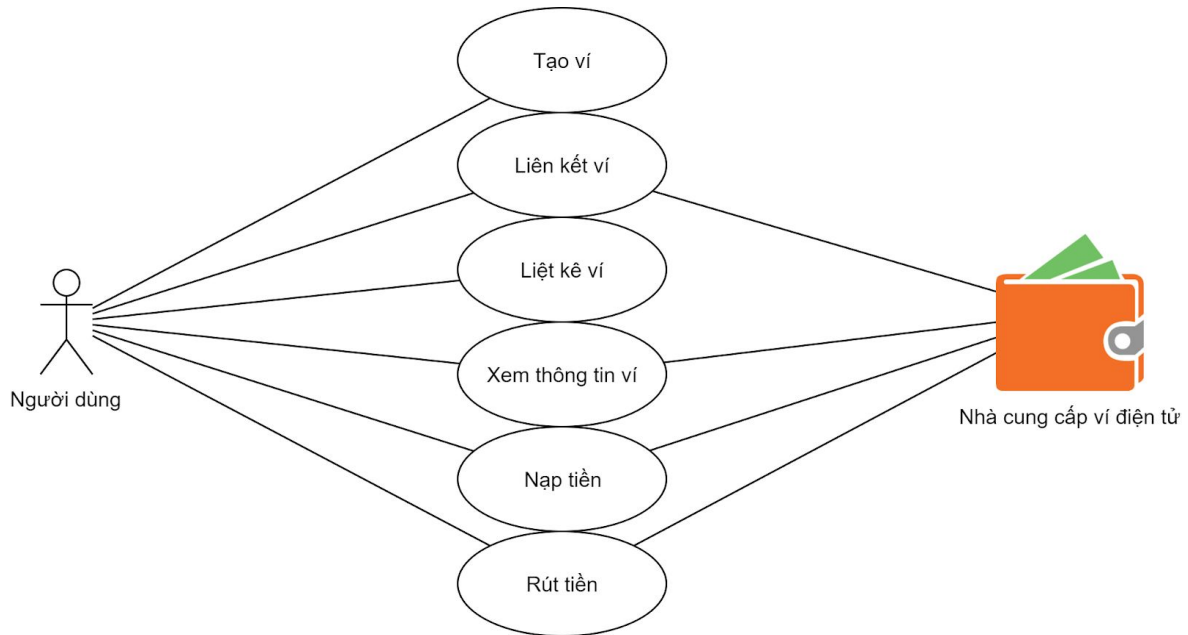 Tạo ví
Liên kết ví
Liệt kê ví
Xem thông tin ví
Người dùng
Nhà cung cấp ví điện tử
Nạp tiền
Rút tiền